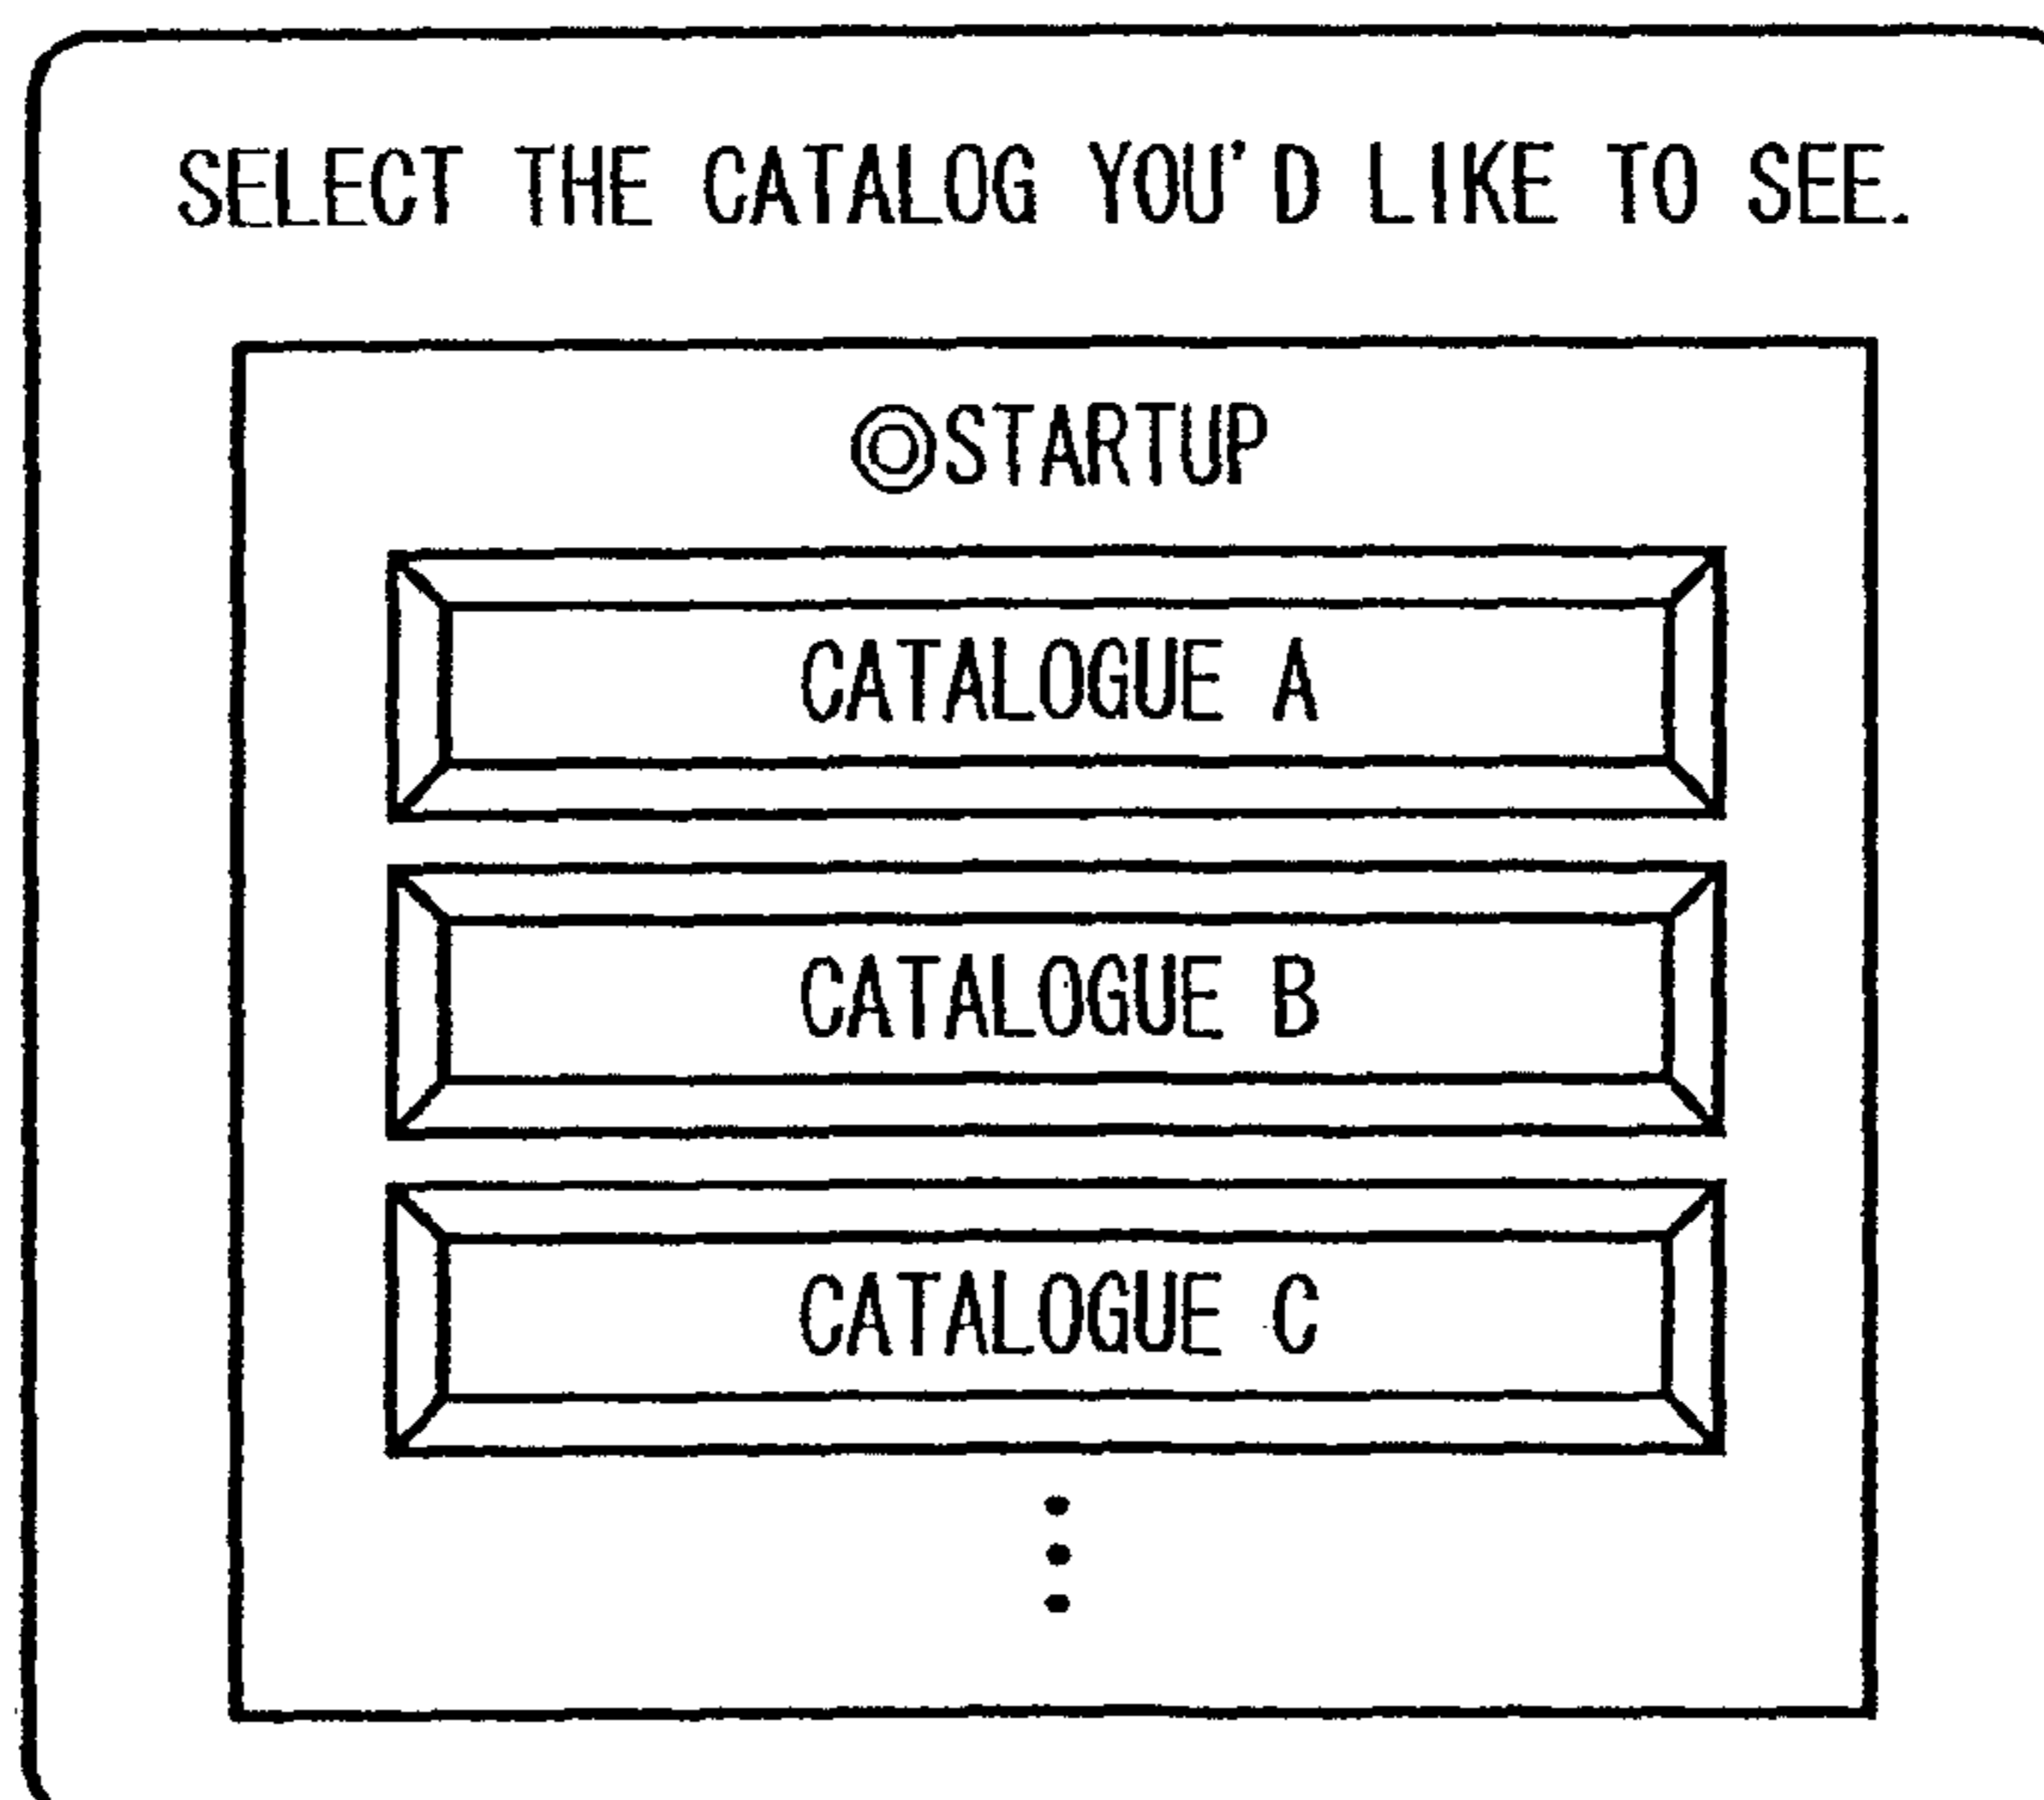 SELECT THE CATALOG YOU'D LIKE TO SEE.
◎STARTUP
CATALOGUE A
CATALOGUE B
CATALOGUE C